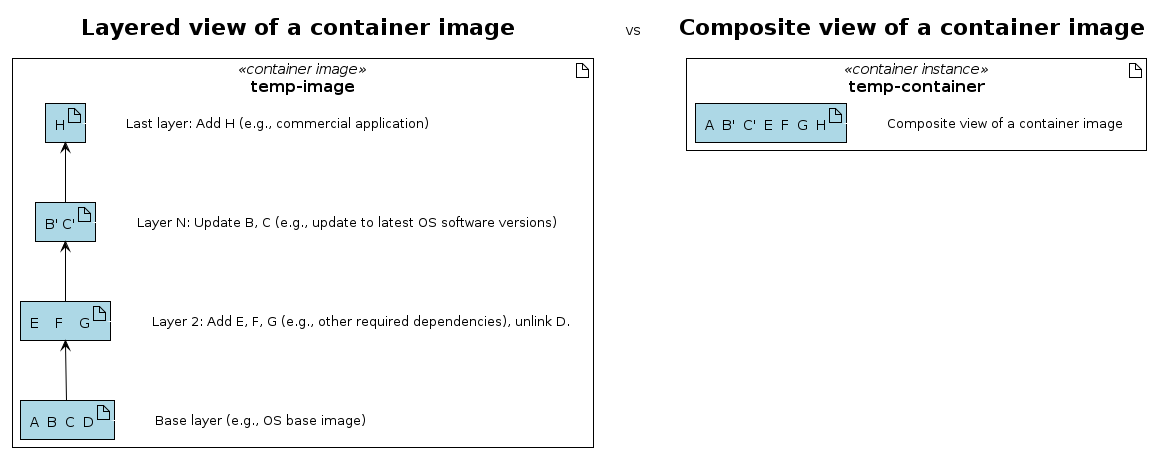 Layered view of a container image vs Composite view of a container image
«container image»
temp-image
H Last layer: Add H (e.g., commercial application)
B' C' Layer N: Update B, C (e.g., update to latest OS software versions)
E F G Layer 2: Add E, F, G (e.g., other required dependencies), unlink D.
A B C D Base layer (e.g., OS base image)
«container instance»
temp-container
A B' C' E F G H Composite view of a container image